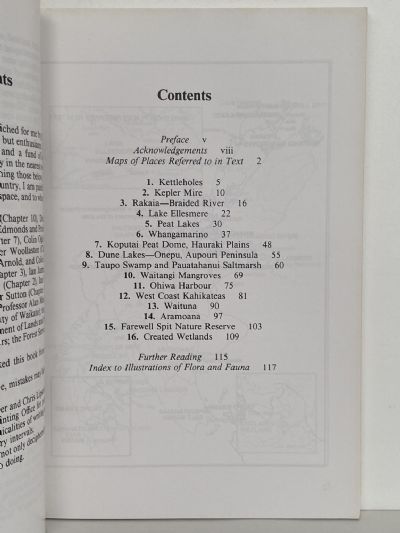 Contents
Preface v
Acknowledgements viii
Maps of Places Referred to in Text 2
1. Kettleholes 5
2. Kepler Mire 10
3. Rakaia—Braided River 16
4. Lake Ellesmere 22
5. Peat Lakes 30
6. Whangamarino 37
7. Koputai Peat Dome, Hauraki Plains 48
8. Dune Lakes—Onepu, Aupouri Peninsula 55
9. Taupo Swamp and Pauatahanui Saltmarsh 60
10. Waitangi Mangroves 69
11. Ohiwa Harbour 75
12. West Coast Kahikateas 81
13. Waituna 90
14. Aramoana 97
15. Farewell Spit Nature Reserve 103
16. Created Wetlands 109
Further Reading 115
Index to Illustrations of Flora and Fauna 117